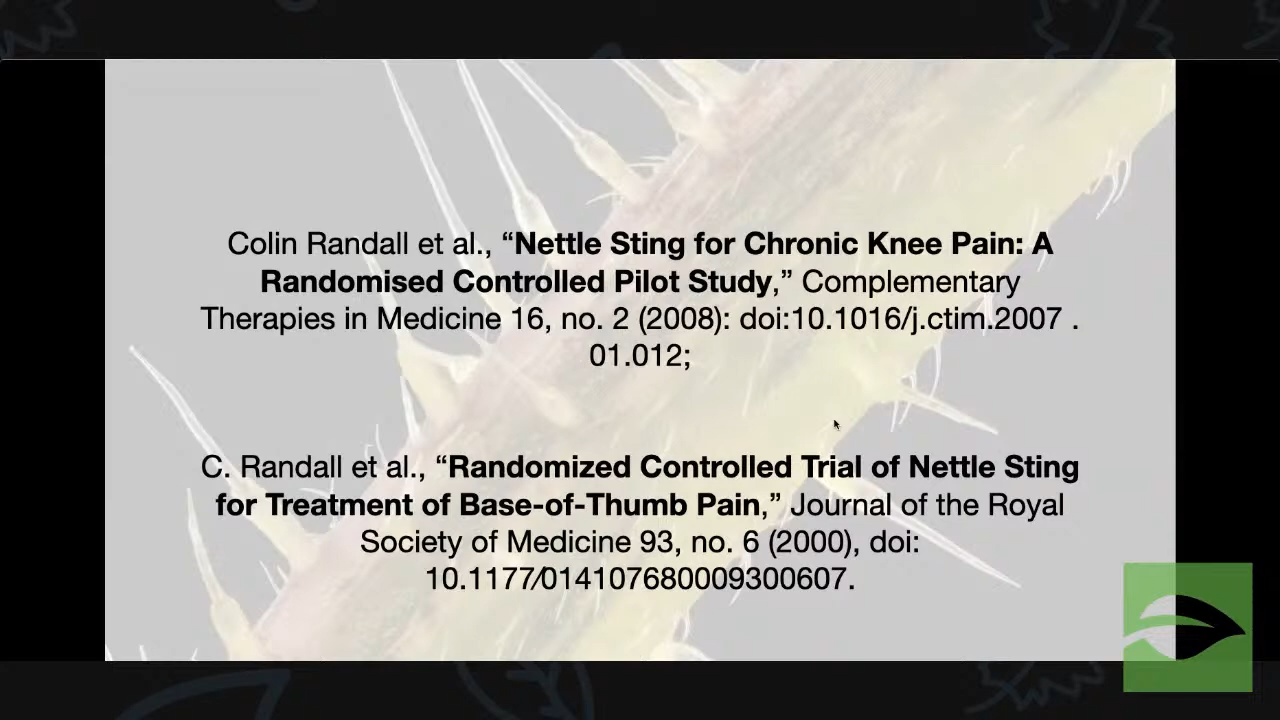 Colin Randall et al., “Nettle Sting for Chronic Knee Pain: A
Randomised Controlled Pilot Study,” Complementary
Therapies in Medicine 16, no. 2 (2008): doi:10.1016/j.ctim.2007 .
01.012;
C. Randall et al., “Randomized Controlled Trial of Nettle Sting
for Treatment of Base-of-Thumb Pain,” Journal of the Royal
Society of Medicine 93, no. 6 (2000), doi:
10.1177/014107680009300607.